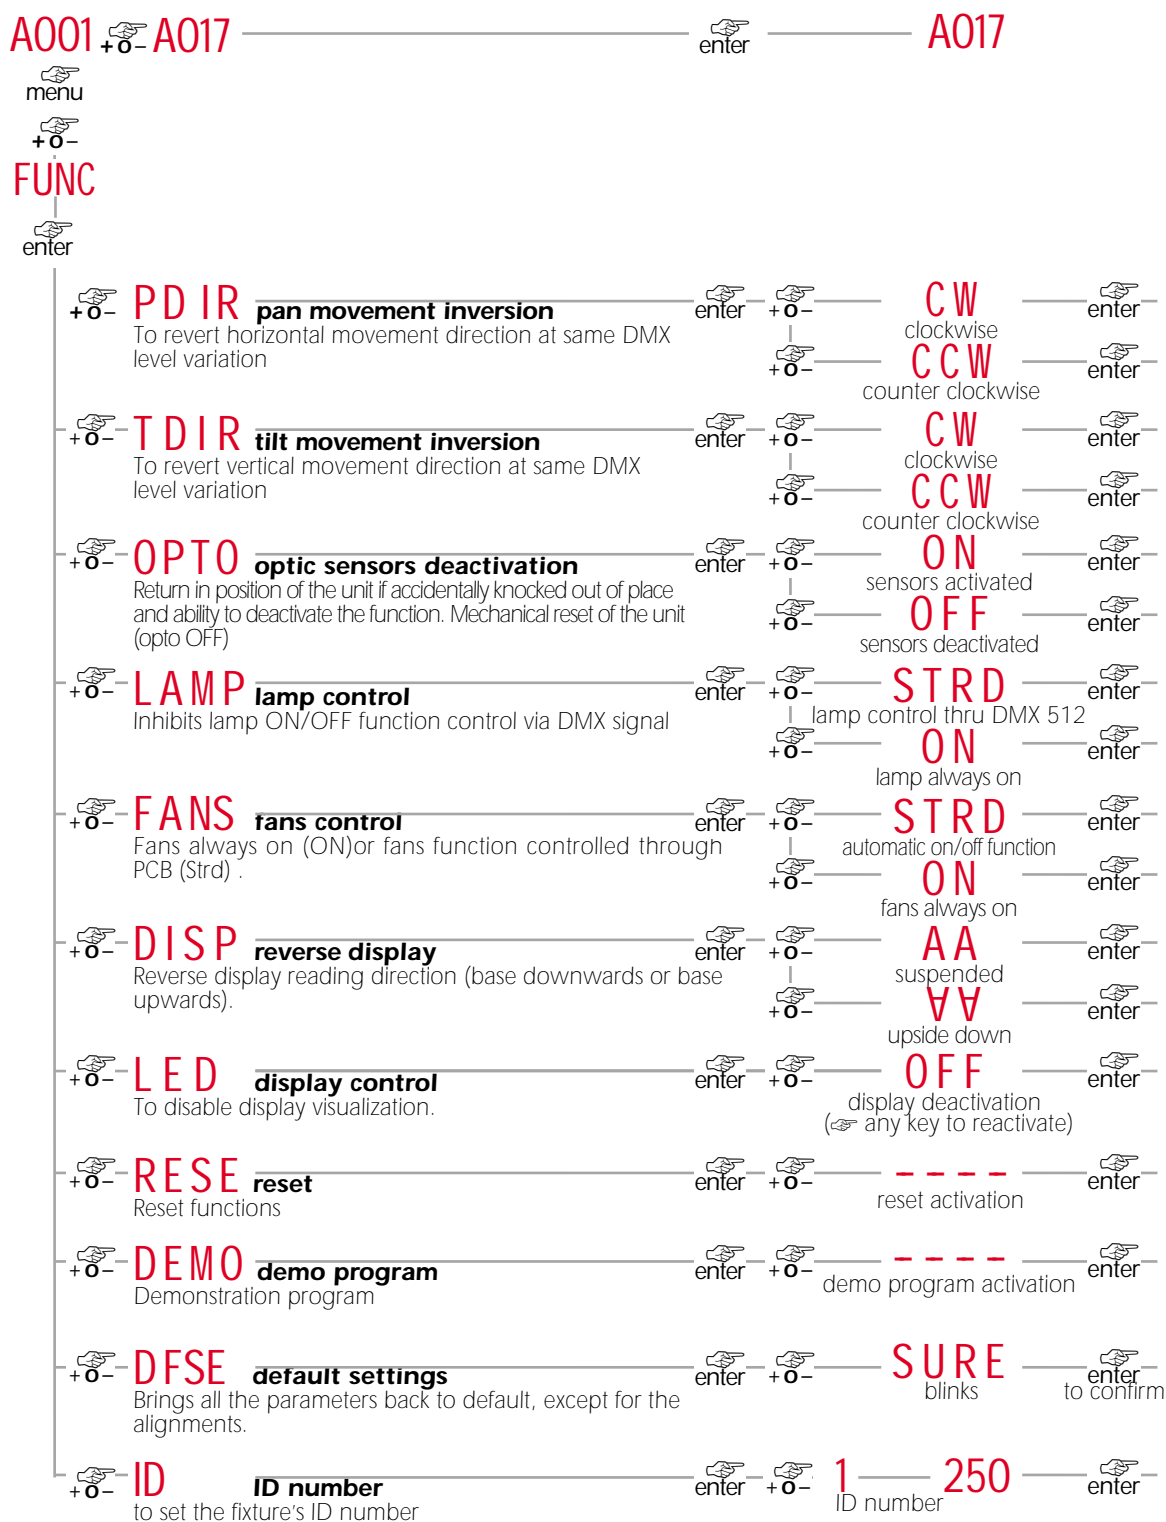 A001 +o− A017 enter A017
menu
+o−
FUNC
enter
+o− PDIR pan movement inversion enter +o− CW enter
clockwise
To revert horizontal movement direction at same DMX
level variation
+o− CCW enter
counter clockwise
+o− TDIR tilt movement inversion enter +o− CW enter
clockwise
To revert vertical movement direction at same DMX
level variation
+o− CCW enter
counter clockwise
+o− OPTO optic sensors deactivation enter +o− ON enter
sensors activated
Return in position of the unit if accidentally knocked out of place
and ability to deactivate the function. Mechanical reset of the unit
(opto OFF)
+o− OFF enter
sensors deactivated
+o− LAMP lamp control enter +o− STRD enter
lamp control thru DMX 512
Inhibits lamp ON/OFF function control via DMX signal
+o− ON enter
lamp always on
+o− FANS fans control enter +o− STRD enter
automatic on/off function
Fans always on (ON)or fans function controlled through
PCB (Strd) .
+o− ON enter
fans always on
+o− DISP reverse display enter +o− AA enter
suspended
Reverse display reading direction (base downwards or base
upwards).
+o− ∀∀ enter
upside down
+o− LED display control enter +o− OFF enter
To disable display visualization.
display deactivation
(☞ any key to reactivate)
+o− RESE reset enter +o− − − − − enter
Reset functions
reset activation
+o− DEMO demo program enter +o− − − − − enter
Demonstration program
demo program activation
+o− DFSE default settings enter +o− SURE enter
blinks to confirm
Brings all the parameters back to default, except for the
alignments.
+o− ID ID number enter +o− 1 250 enter
ID number
to set the fixture's ID number